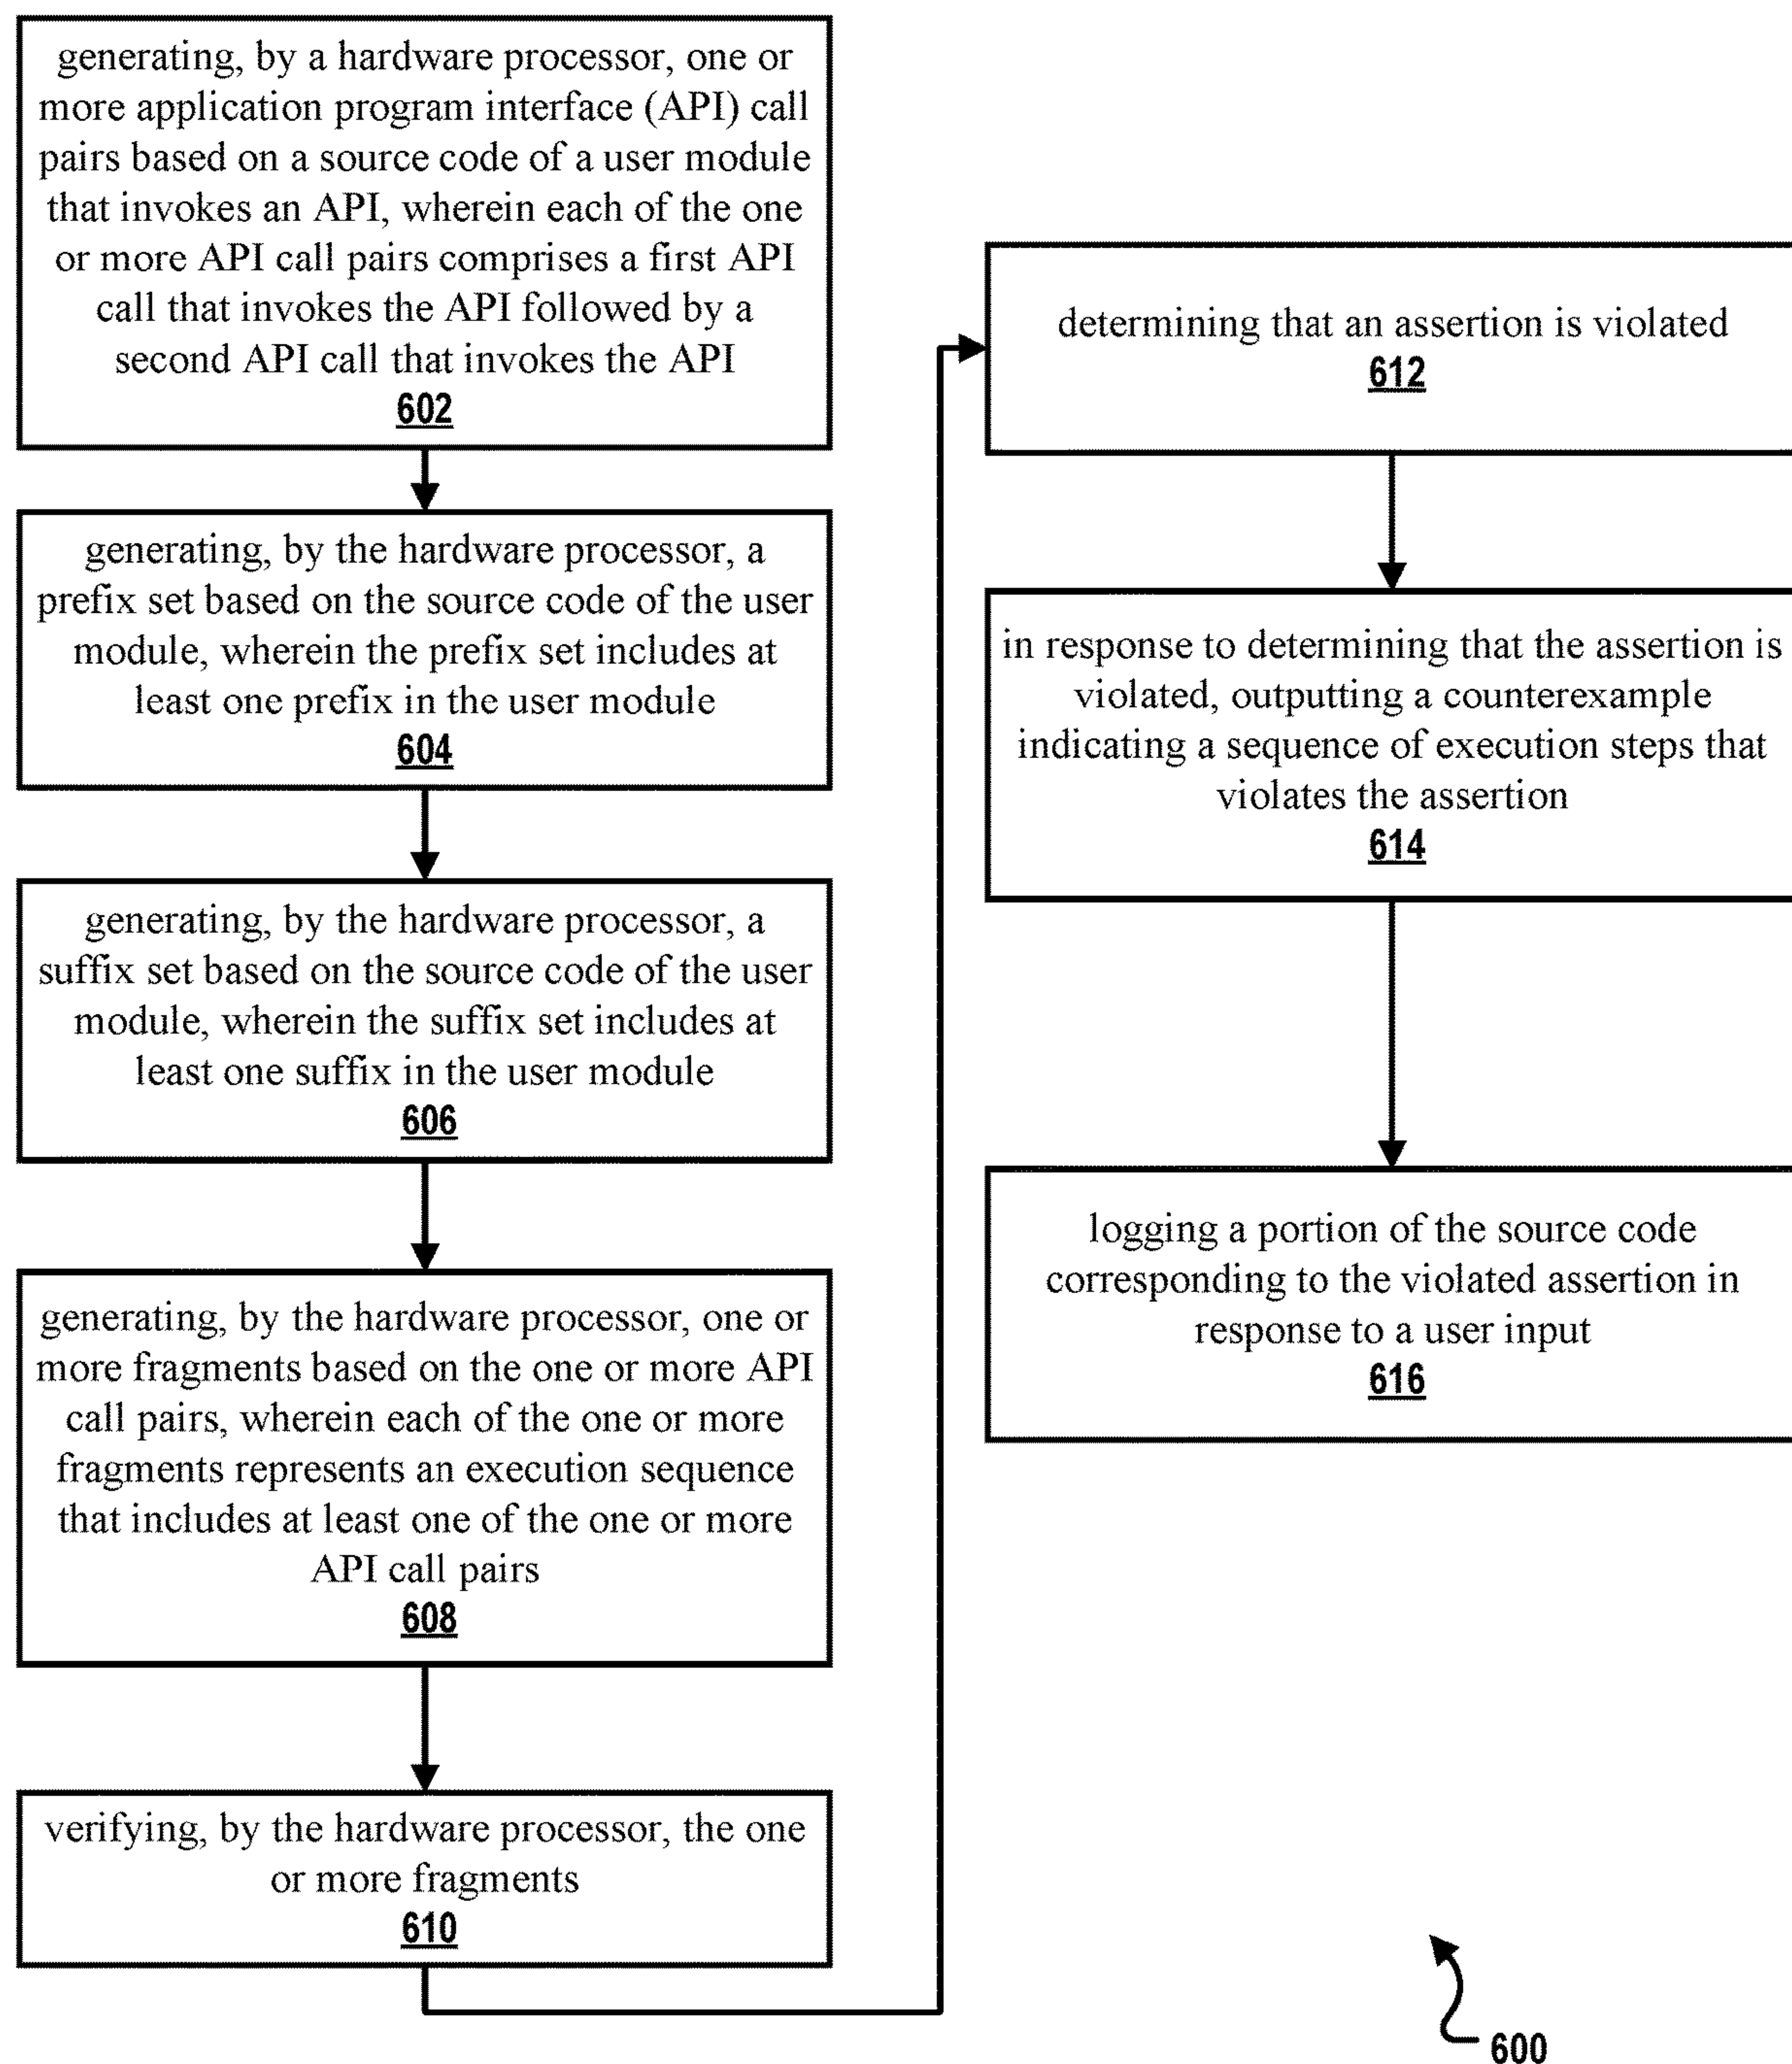 generating, by a hardware processor, one or
more application program interface (API) call
pairs based on a source code of a user module
that invokes an API, wherein each of the one
or more API call pairs comprises a first API
call that invokes the API followed by a
second API call that invokes the API
602
generating, by the hardware processor, a
prefix set based on the source code of the user
module, wherein the prefix set includes at
least one prefix in the user module
604
generating, by the hardware processor, a
suffix set based on the source code of the user
module, wherein the suffix set includes at
least one suffix in the user module
606
generating, by the hardware processor, one or
more fragments based on the one or more API
call pairs, wherein each of the one or more
fragments represents an execution sequence
that includes at least one of the one or more
API call pairs
608
verifying, by the hardware processor, the one
or more fragments
610
determining that an assertion is violated
612
in response to determining that the assertion is
violated, outputting a counterexample
indicating a sequence of execution steps that
violates the assertion
614
logging a portion of the source code
corresponding to the violated assertion in
response to a user input
616
600